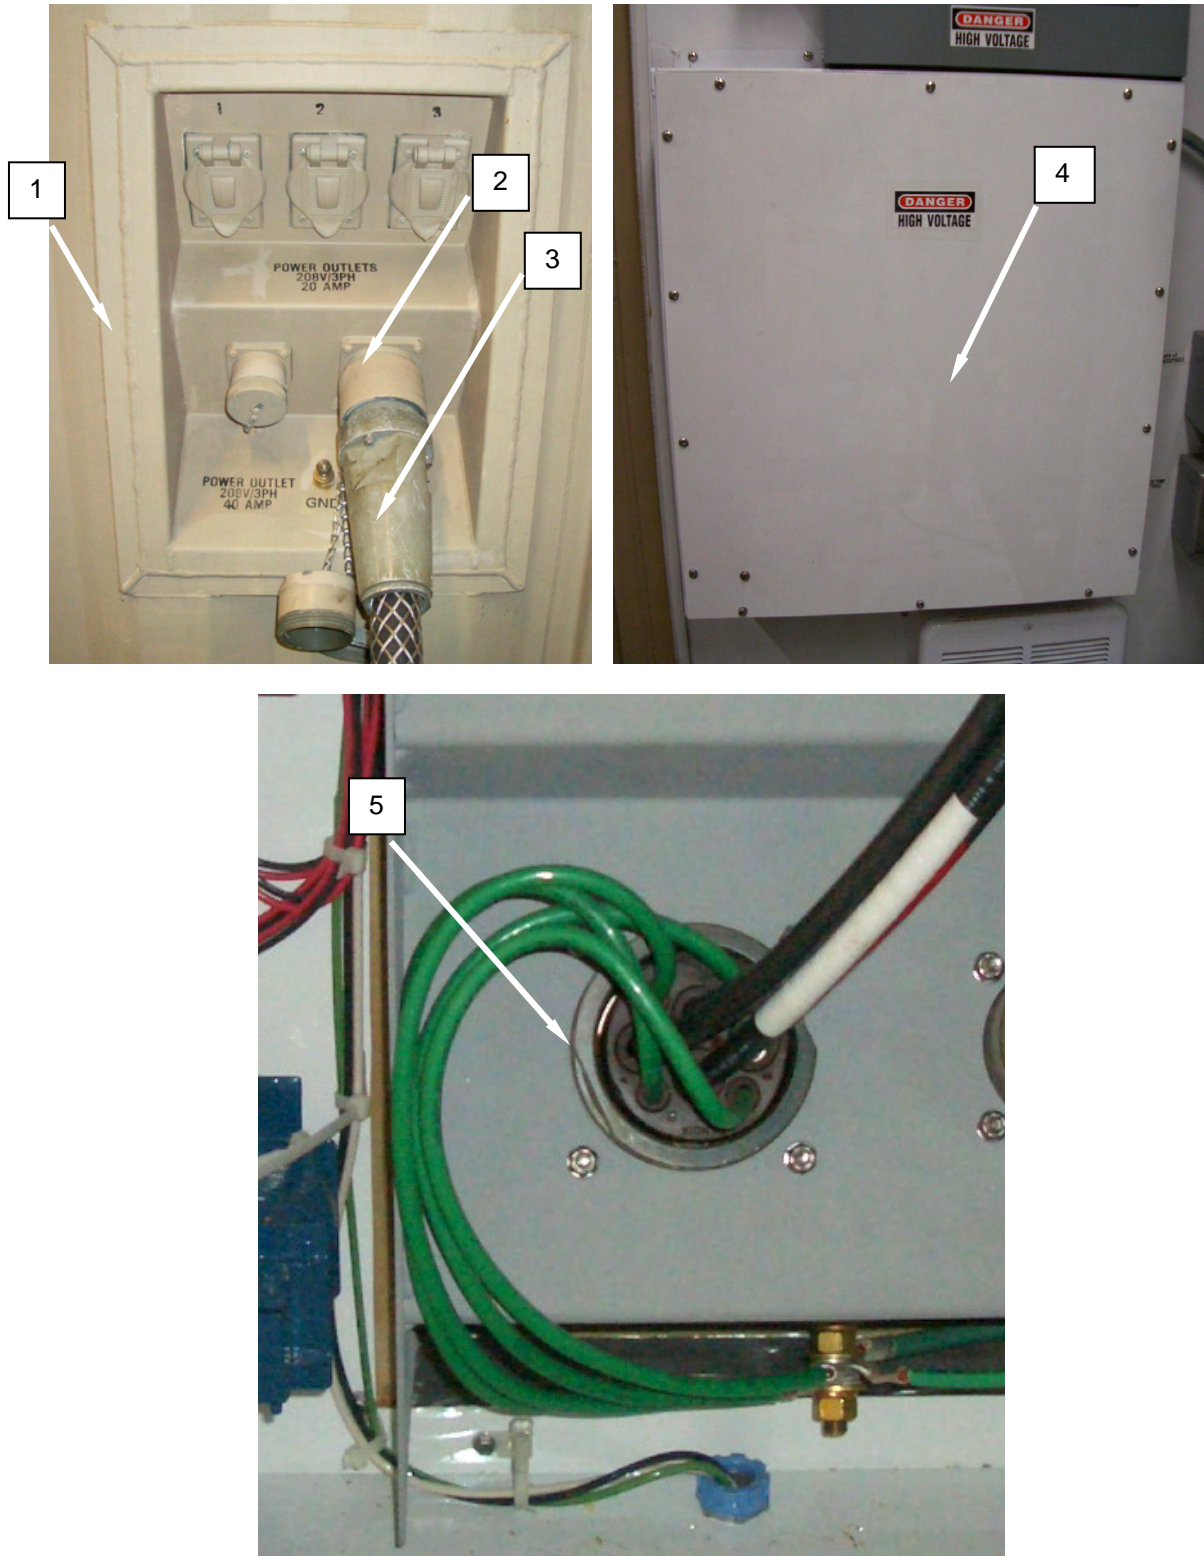 1
2
3
1
2
3
POWER OUTLETS
208V/3PH
20 AMP
POWER OUTLET
208V/3PH
40 AMP
GND
DANGER
HIGH VOLTAGE
4
DANGER
HIGH VOLTAGE
5